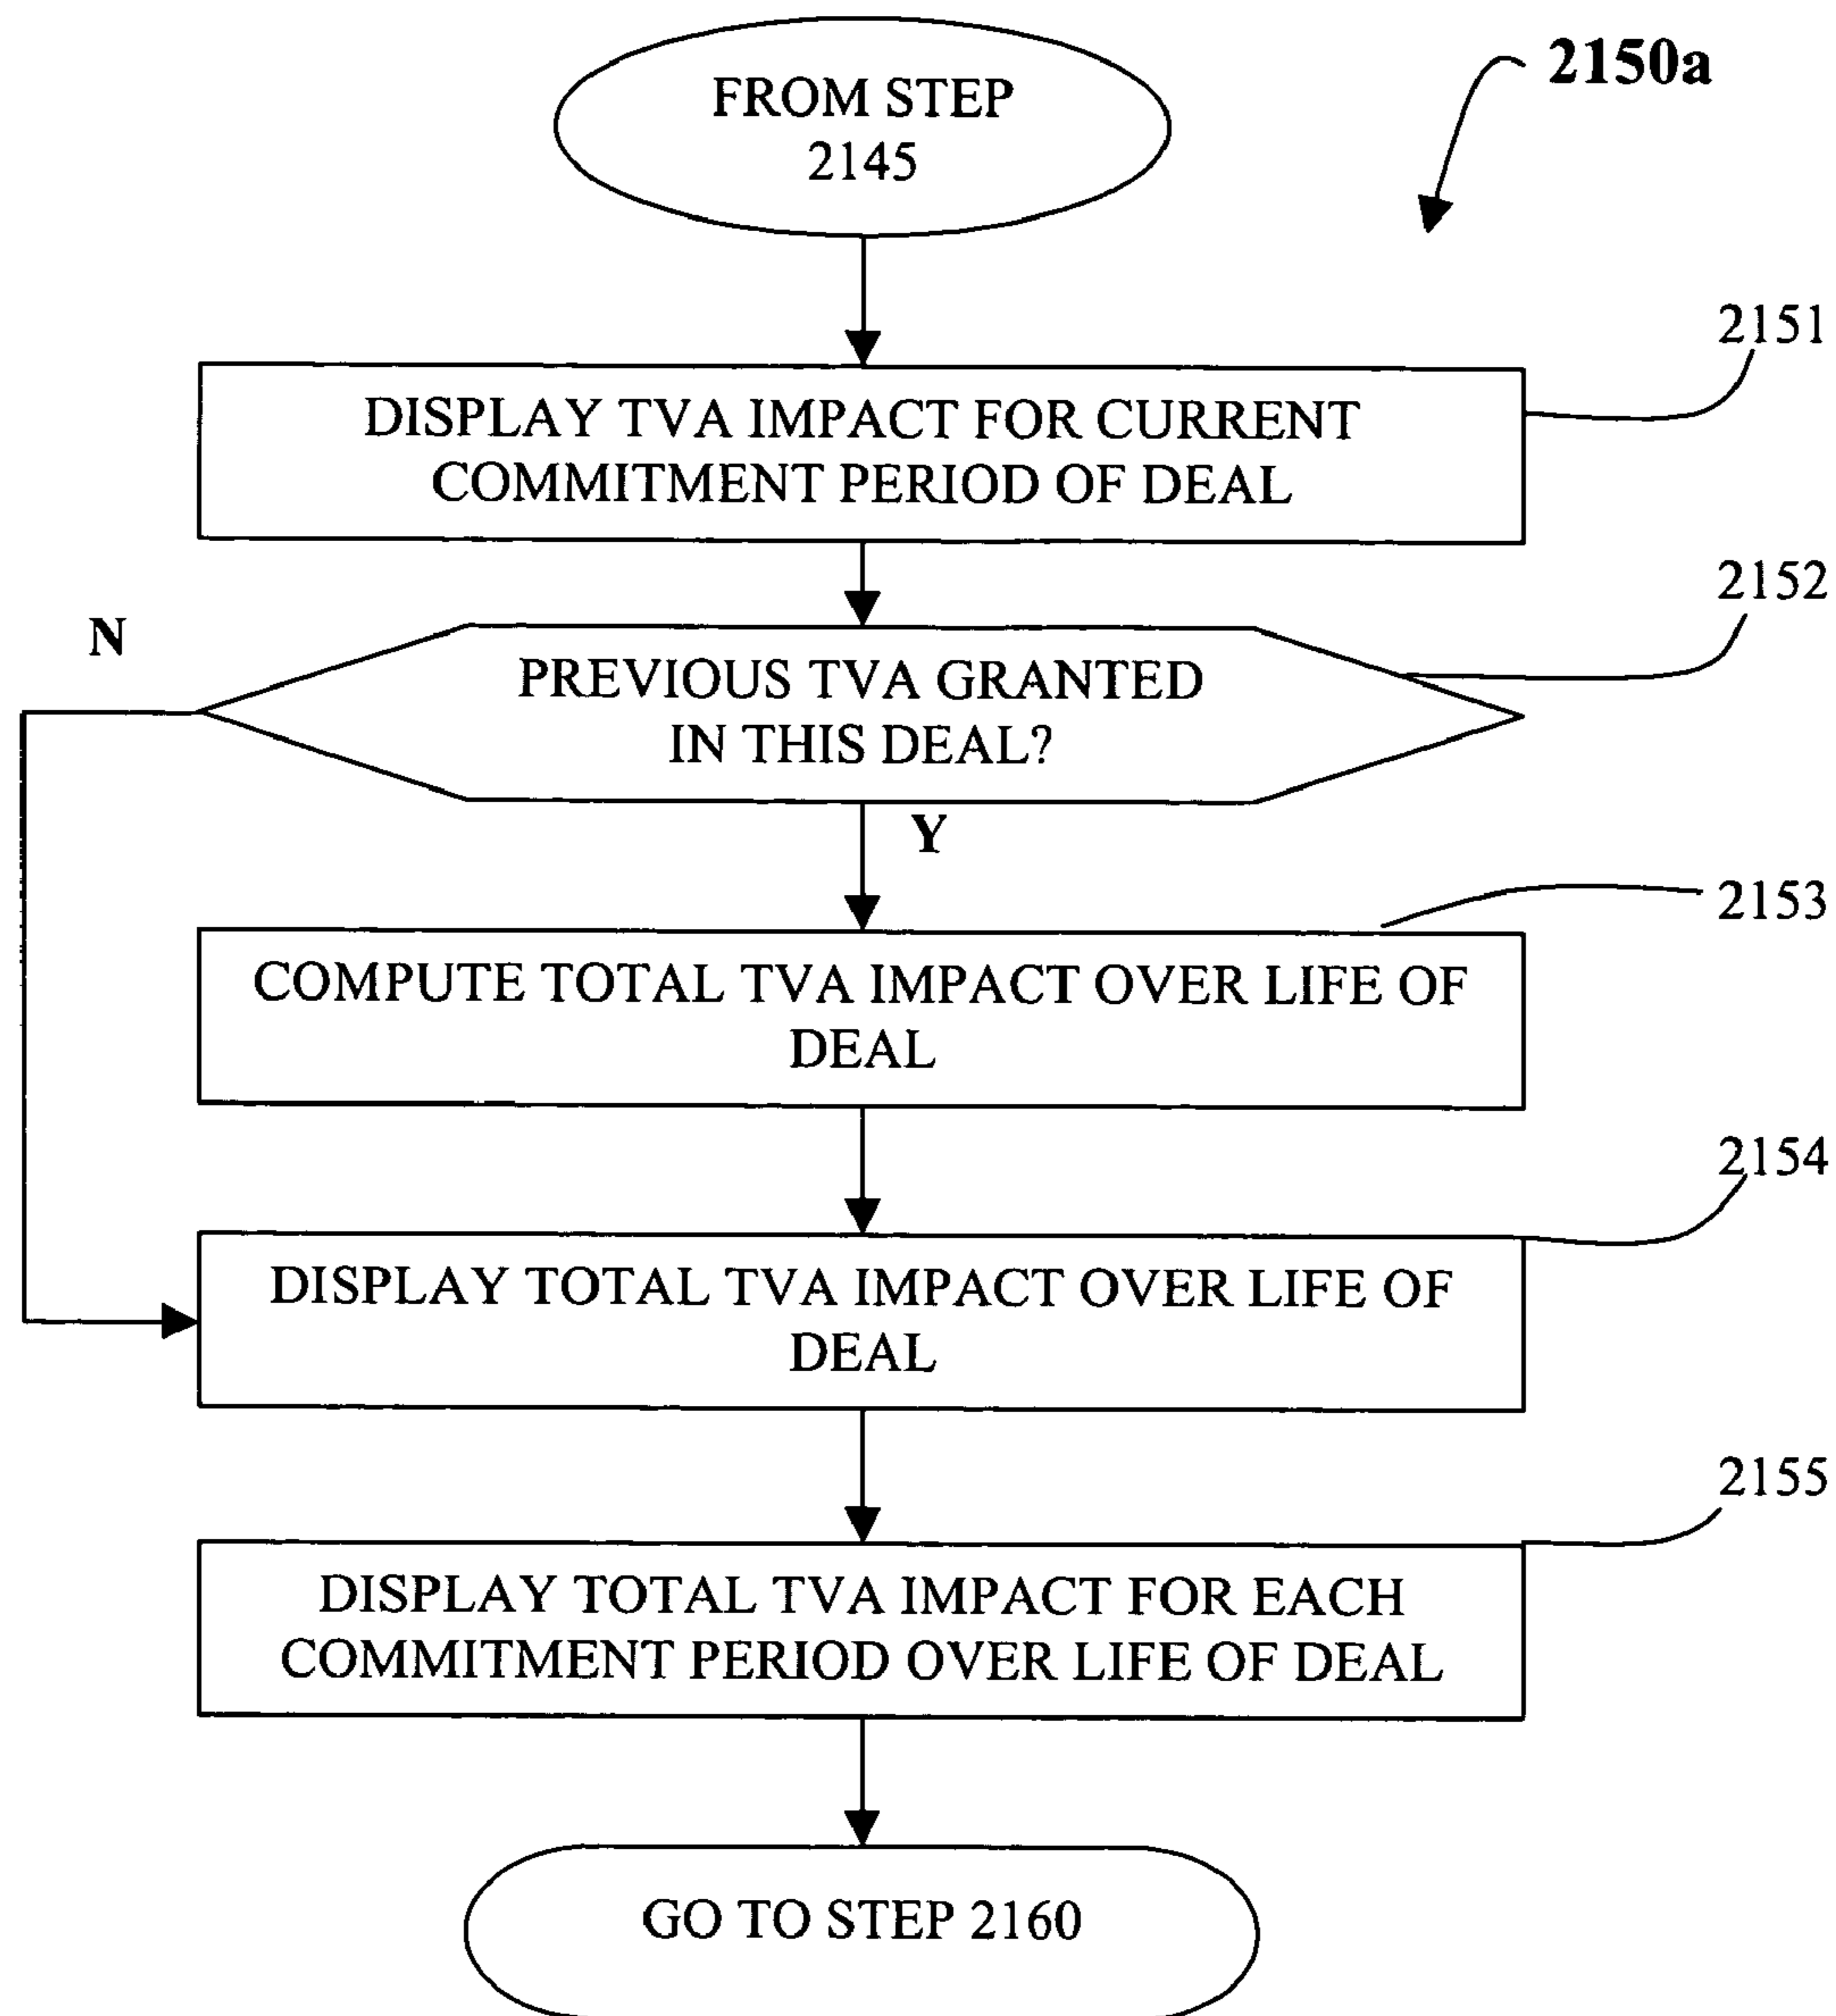 2150a
FROM STEP
2145
2151
DISPLAY TVA IMPACT FOR CURRENT
COMMITMENT PERIOD OF DEAL
2152
N
PREVIOUS TVA GRANTED
IN THIS DEAL?
Y
2153
COMPUTE TOTAL TVA IMPACT OVER LIFE OF
DEAL
2154
DISPLAY TOTAL TVA IMPACT OVER LIFE OF
DEAL
2155
DISPLAY TOTAL TVA IMPACT FOR EACH
COMMITMENT PERIOD OVER LIFE OF DEAL
GO TO STEP 2160